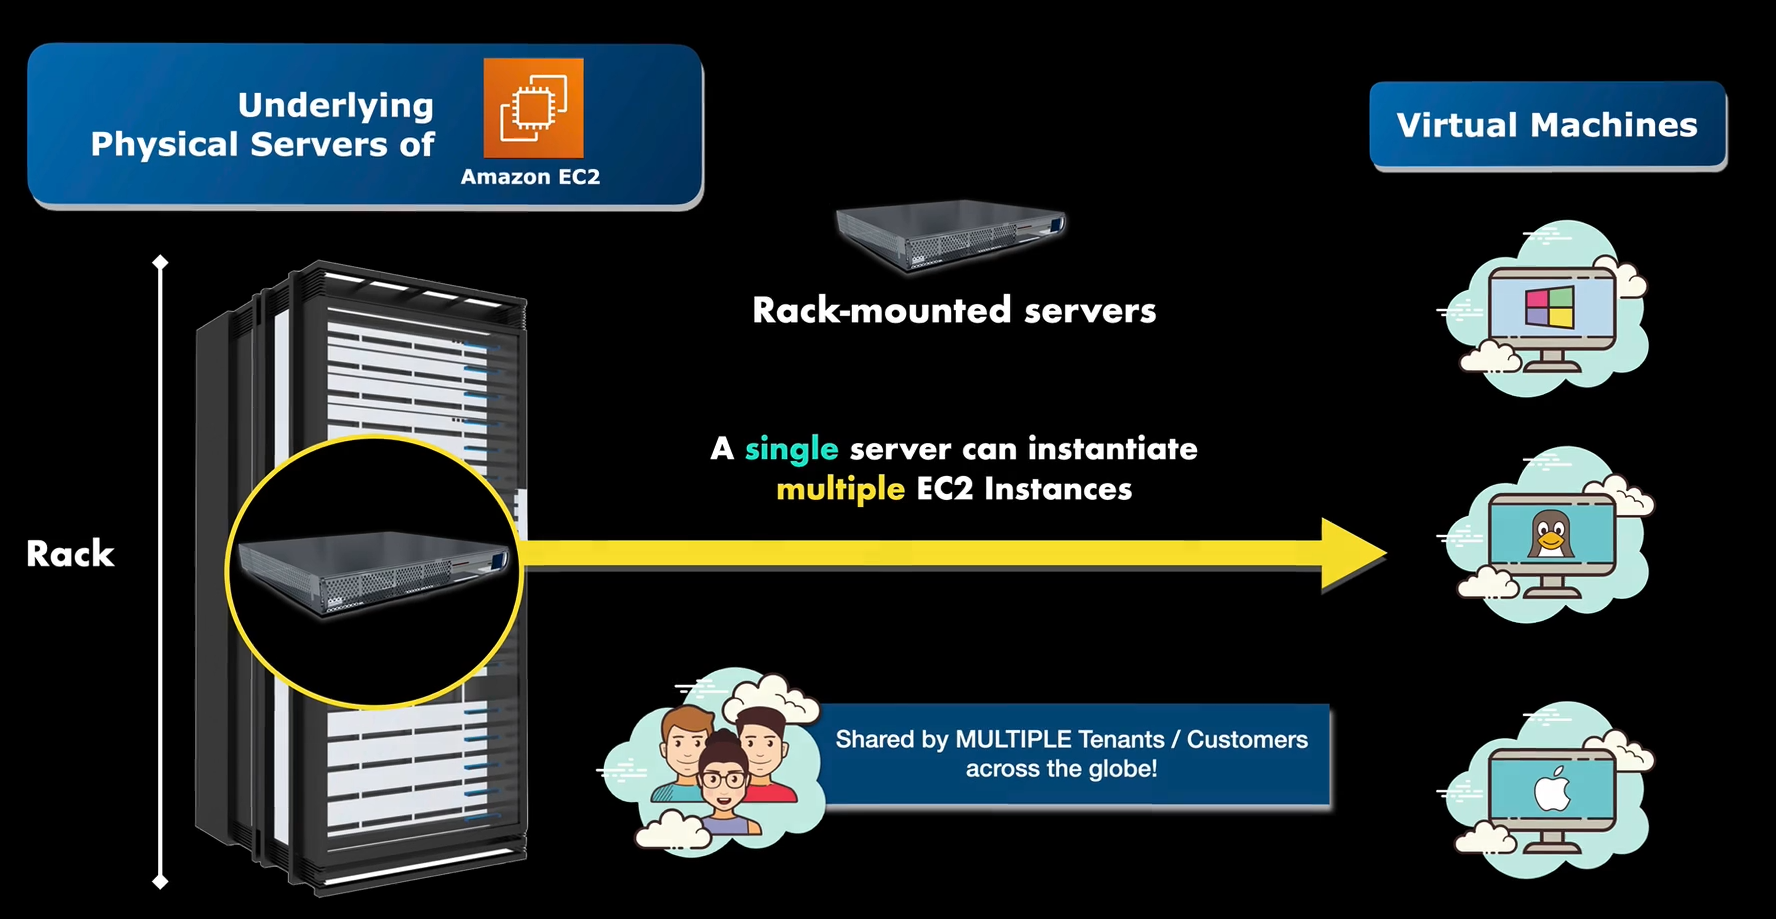 Underlying
Physical Servers of
Amazon EC2
Virtual Machines
Rack-mounted servers
A single server can instantiate
multiple EC2 Instances
Rack
Shared by MULTIPLE Tenants / Customers
across the globe!